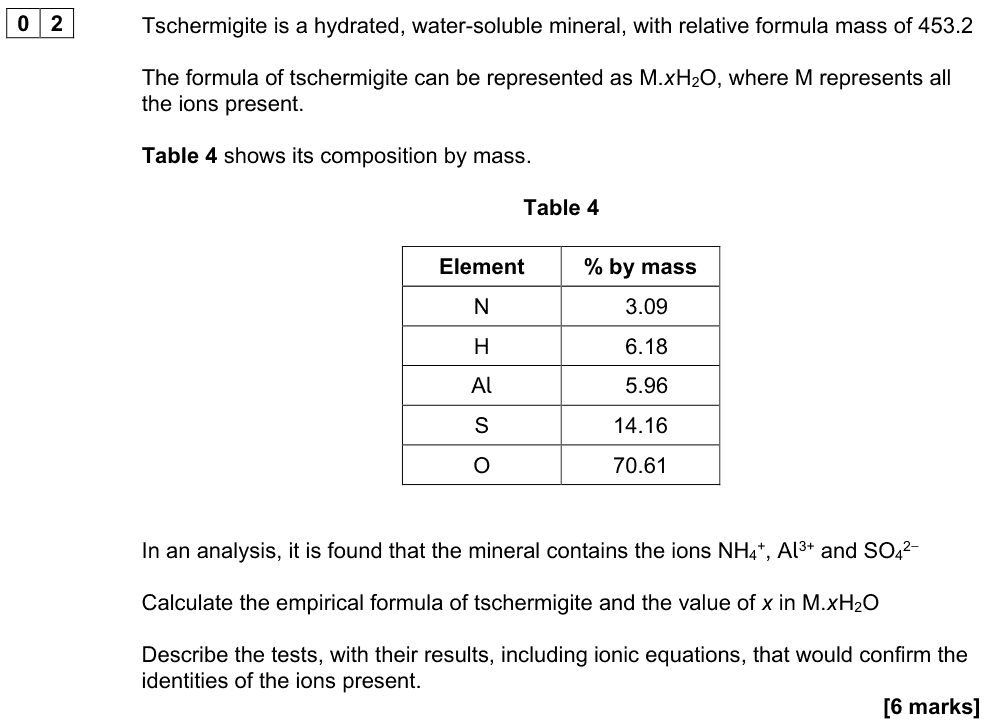 0 2 Tschermigite is a hydrated, water-soluble mineral, with relative formula mass of 453.2
The formula of tschermigite can be represented as M.xH₂O, where M represents all
the ions present.
Table 4 shows its composition by mass.
Table 4
Element % by mass
N 3.09
H 6.18
Al 5.96
S 14.16
O 70.61
In an analysis, it is found that the mineral contains the ions NH₄⁺, Al³⁺ and SO₄²⁻
Calculate the empirical formula of tschermigite and the value of x in M.xH₂O
Describe the tests, with their results, including ionic equations, that would confirm the
identities of the ions present.
[6 marks]